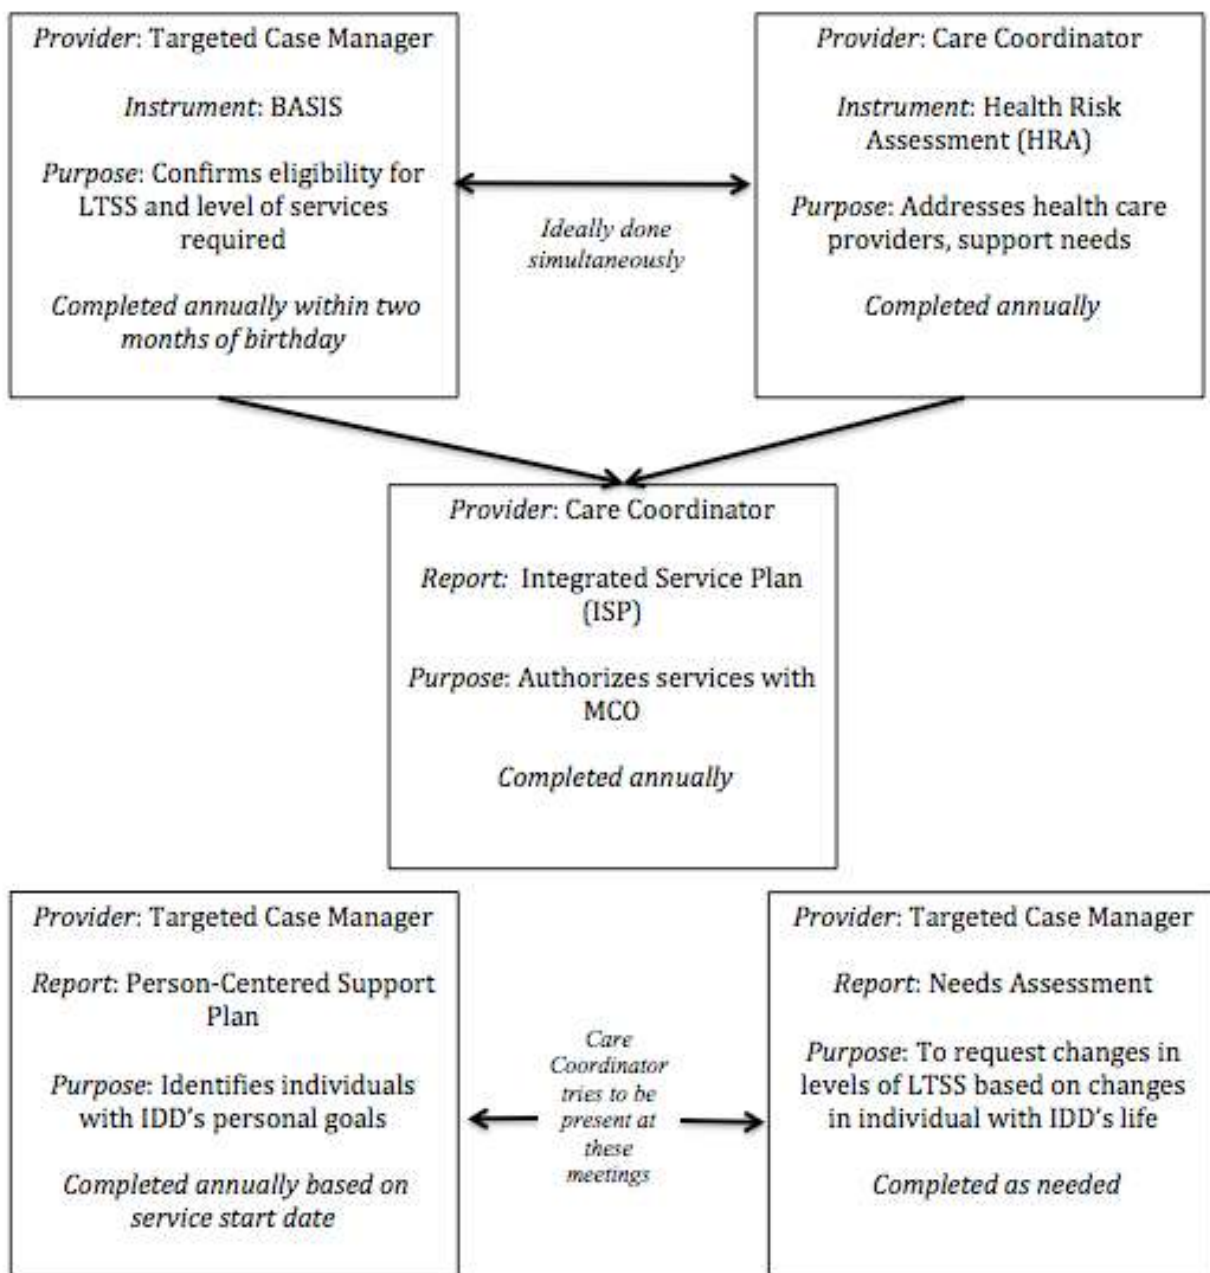 Provider: Targeted Case Manager
Instrument: BASIS
Purpose: Confirms eligibility for
LTSS and level of services
required
Completed annually within two
months of birthday
Ideally done
simultaneously
Provider: Care Coordinator
Instrument: Health Risk
Assessment (HRA)
Purpose: Addresses health care
providers, support needs
Completed annually
Provider: Care Coordinator
Report: Integrated Service Plan
(ISP)
Purpose: Authorizes services with
MCO
Completed annually
Provider: Targeted Case Manager
Report: Person-Centered Support
Plan
Purpose: Identifies individuals
with IDD's personal goals
Completed annually based on
service start date
Care
Coordinator
tries to be
present at
these
meetings
Provider: Targeted Case Manager
Report: Needs Assessment
Purpose: To request changes in
levels of LTSS based on changes
in individual with IDD's life
Completed as needed